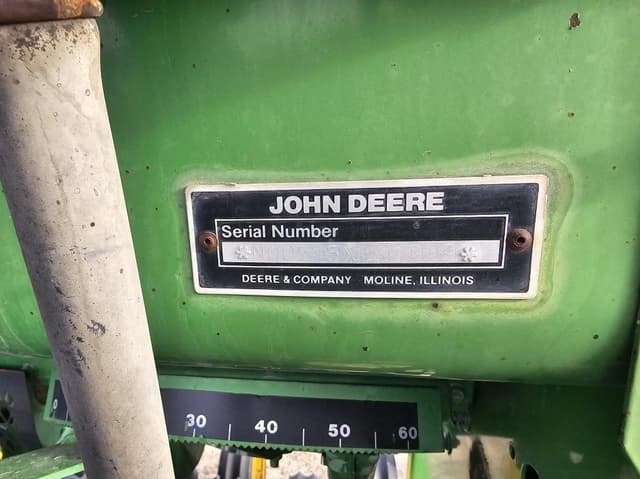 JOHN DEERE
Serial Number
DEERE & COMPANY MOLINE, ILLINOIS
30 40 50 60